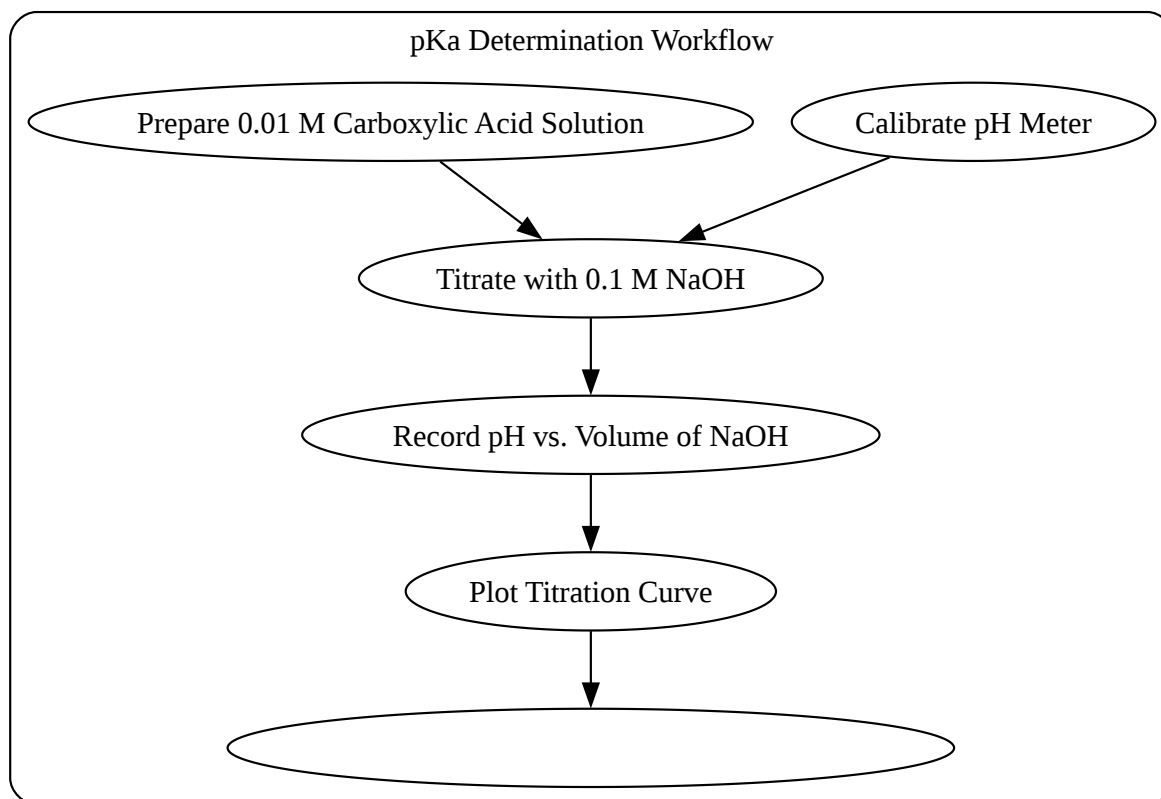 pKa Determination Workflow
Prepare 0.01 M Carboxylic Acid Solution
Calibrate pH Meter
Titrate with 0.1 M NaOH
Record pH vs. Volume of NaOH
Plot Titration Curve